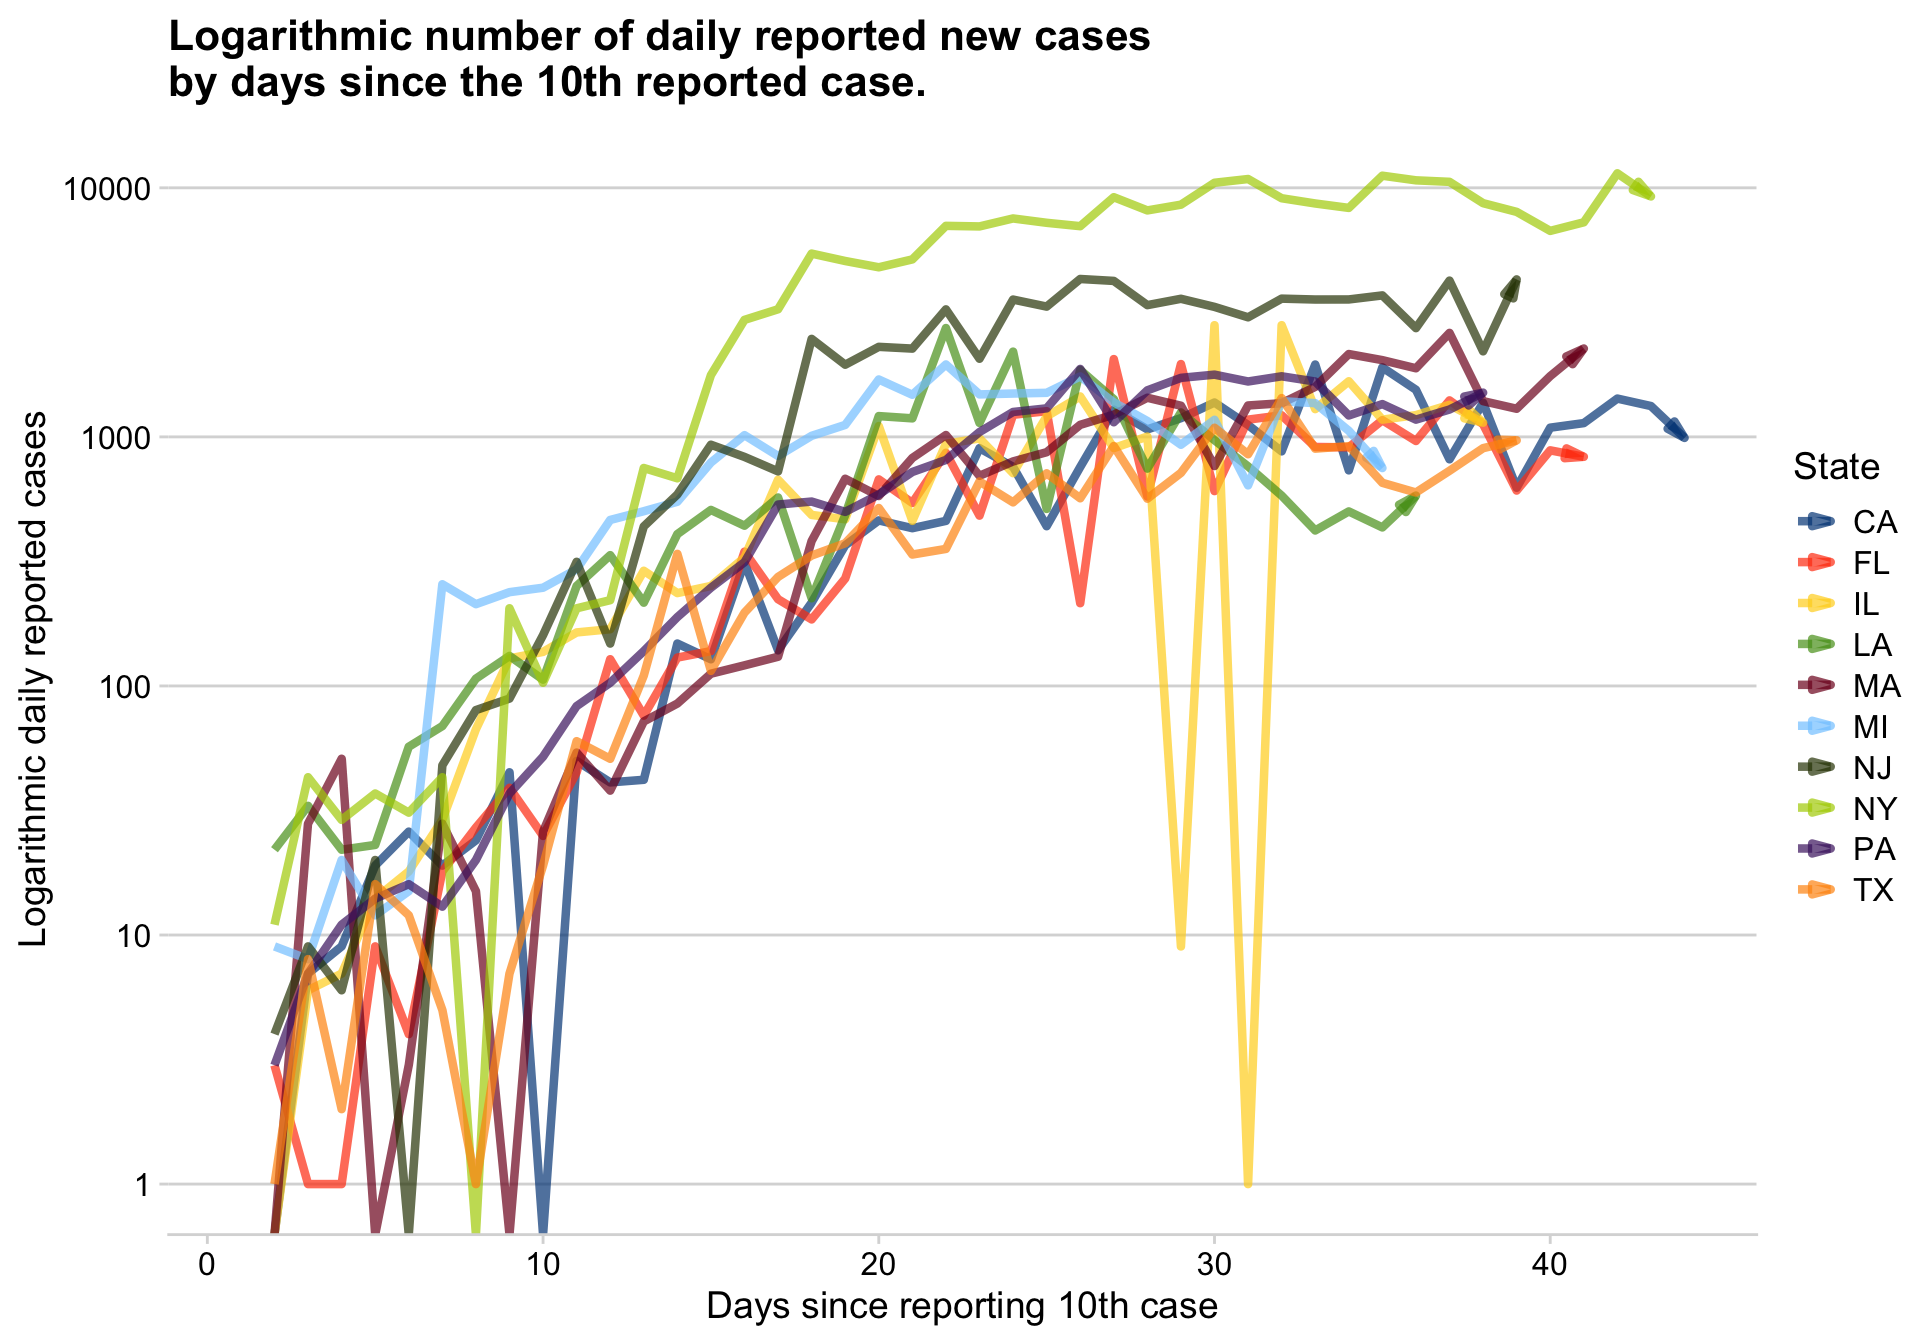 Logarithmic number of daily reported new cases
by days since the 10th reported case.
Logarithmic daily reported cases
10000
1000
100
10
1
0
10
20
30
40
Days since reporting 10th case
State
CA
FL
IL
LA
MA
MI
NJ
NY
PA
TX